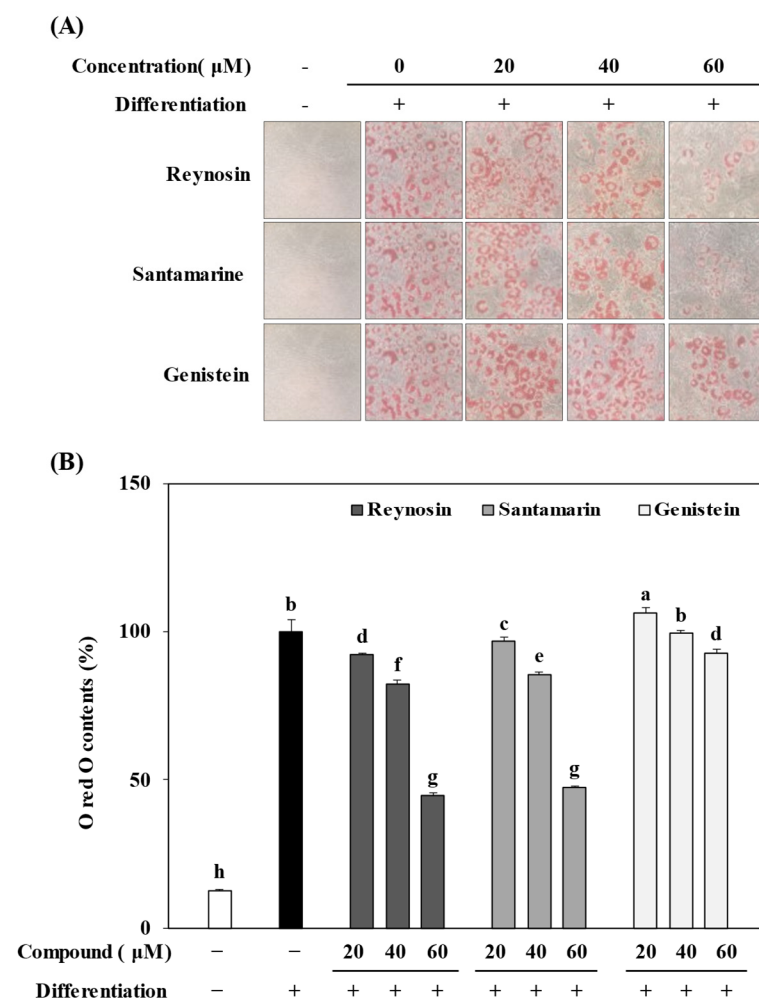 (A)
Concentration( μM) - 0 20 40 60
Differentiation - + + + +
Reynosin
Santamarine
Genistein
(B)
150
Reynosin Santamarin Genistein
a
b b
c
d d
100
f e
O red O contents (%)
50
g g
h
0
Compound ( μM) − − 20 40 60 20 40 60 20 40 60
Differentiation − + + + + + + + + + +